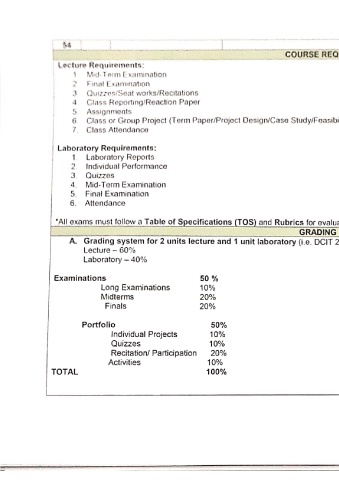 54
COURSE REQ
Lecture Requirements:
1 Mid-Term Examination
2 Final Examination
3 Quizzes/Seat works/Recitations
4 Class Reporting/Reaction Paper
5 Assignments
6 Class or Group Project (Term Paper/Project Design/Case Study/Feasibi
7. Class Attendance
Laboratory Requirements:
1. Laboratory Reports
2. Individual Performance
3. Quizzes
4. Mid-Term Examination
5. Final Examination
6. Attendance
*All exams must follow a Table of Specifications (TOS) and Rubrics for evalua
GRADING
A. Grading system for 2 units lecture and 1 unit laboratory (i.e. DCIT 2
Lecture – 60%
Laboratory – 40%
Examinations 50 %
Long Examinations 10%
Midterms 20%
Finals 20%
Portfolio 50%
Individual Projects 10%
Quizzes 10%
Recitation/ Participation 20%
Activities 10%
TOTAL 100%